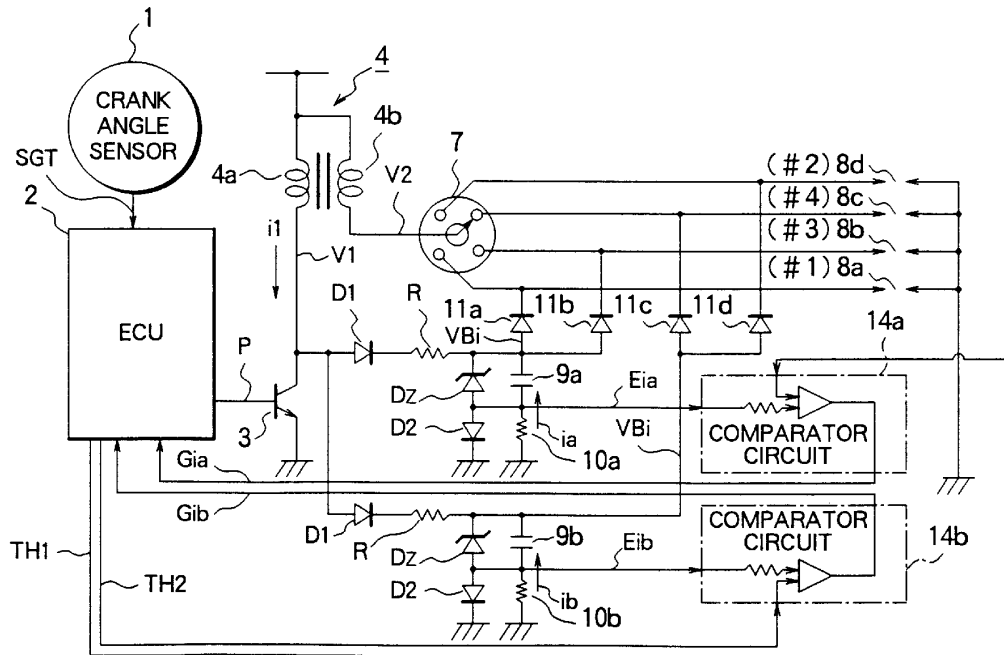 1
CRANK
ANGLE
SENSOR
SGT
2
4
4a
4b
V2
7
(#2) 8d
(#4) 8c
(#3) 8b
(#1) 8a
i1
V1
ECU
D1
R
11a
11b
11c
11d
VBi
14a
P
3
Dz
9a
Eia
D2
ia
10a
VBi
COMPARATOR
CIRCUIT
Gia
Gib
D1
R
Dz
9b
Eib
COMPARATOR
CIRCUIT
14b
TH1
TH2
D2
ib
10b